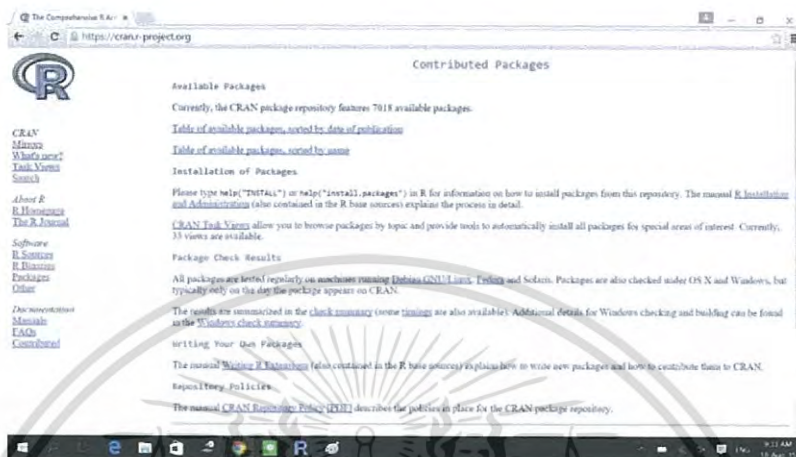 The Comprehensive R Arc
https://cran.r-project.org
R
CRAN
Mirrors
What's new?
Task Views
Search
About R
R Homepage
The R Journal
Software
R Sources
R Binaries
Packages
Other
Documentation
Manuals
FAQs
Contributed
Contributed Packages
Available Packages
Currently, the CRAN package repository features 7018 available packages.
Table of available packages, sorted by date of publication
Table of available packages, sorted by name
Installation of Packages
Please type help("INSTALL") or help("install.packages") in R for information on how to install packages from this repository. The manual R Installation
and Administration (also contained in the R base sources) explains the process in detail.
CRAN Task Views allow you to browse packages by topic and provide tools to automatically install all packages for special areas of interest. Currently,
33 views are available.
Package Check Results
All packages are tested regularly on machines running Debian GNU/Linux, Fedora and Solaris. Packages are also checked under OS X and Windows, but
typically only on the day the package appears on CRAN.
The results are summarized in the check summary (some timings are also available). Additional details for Windows checking and building can be found
in the Windows check summary.
Writing Your Own Packages
The manual Writing R Extensions (also contained in the R base sources) explains how to write new packages and how to contribute them to CRAN.
Repository Policies
The manual CRAN Repository Policy [PDF] describes the policies in place for the CRAN package repository.
ENG
9:33 AM